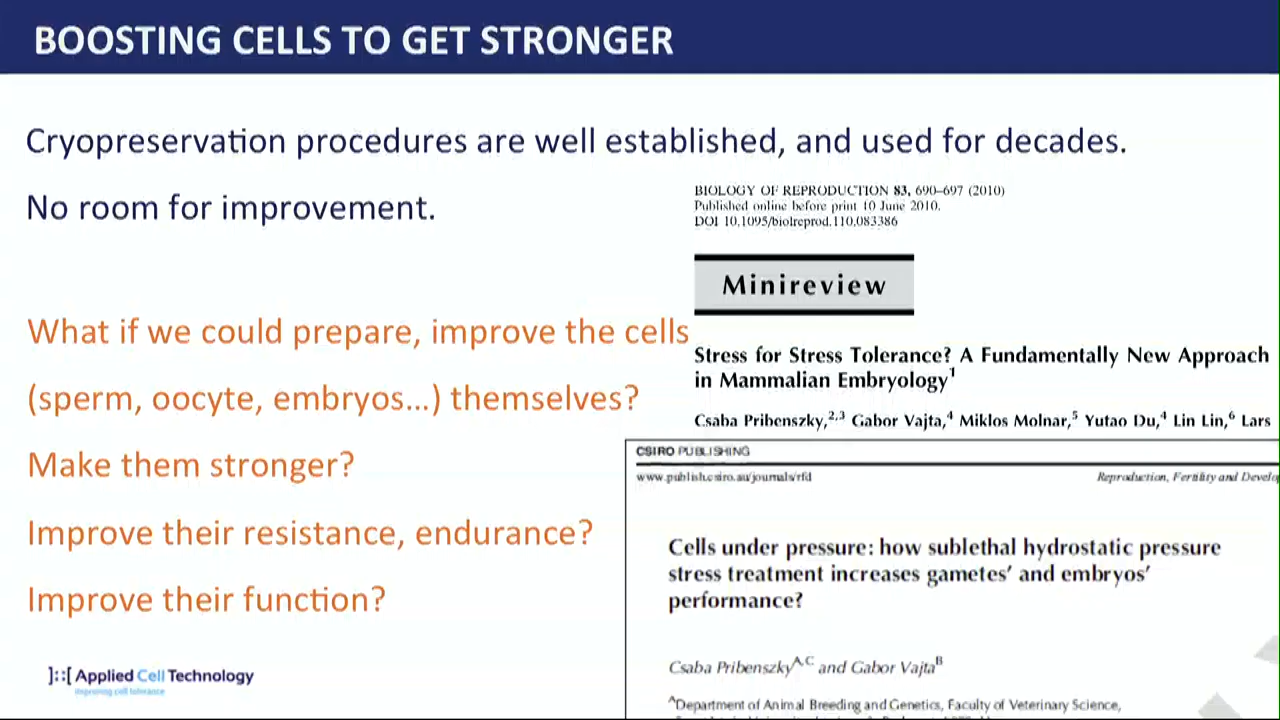 BOOSTING CELLS TO GET STRONGER
Cryopreservation procedures are well established, and used for decades.
No room for improvement.
What if we could prepare, improve the cells
(sperm, oocyte, embryos...) themselves?
Make them stronger?
Improve their resistance, endurance?
Improve their function?
]::[ Applied Cell Technology
Improving cell tolerance
BIOLOGY OF REPRODUCTION 83, 690–697 (2010)
Published online before print 10 June 2010.
DOI 10.1095/biolreprod.110.083386
Minireview
Stress for Stress Tolerance? A Fundamentally New Approach
in Mammalian Embryology1
Csaba Pribenszky,2,3 Gabor Vajta,4 Miklos Molnar,5 Yutao Du,4 Lin Lin,6 Lars
CSIRO PUBLISHING
www.publish.csiro.au/journals/rfd
Reproduction, Fertility and Develo
Cells under pressure: how sublethal hydrostatic pressure
stress treatment increases gametes' and embryos'
performance?
Csaba PribenszkyA,C and Gabor VajtaB
ADepartment of Animal Breeding and Genetics, Faculty of Veterinary Science,